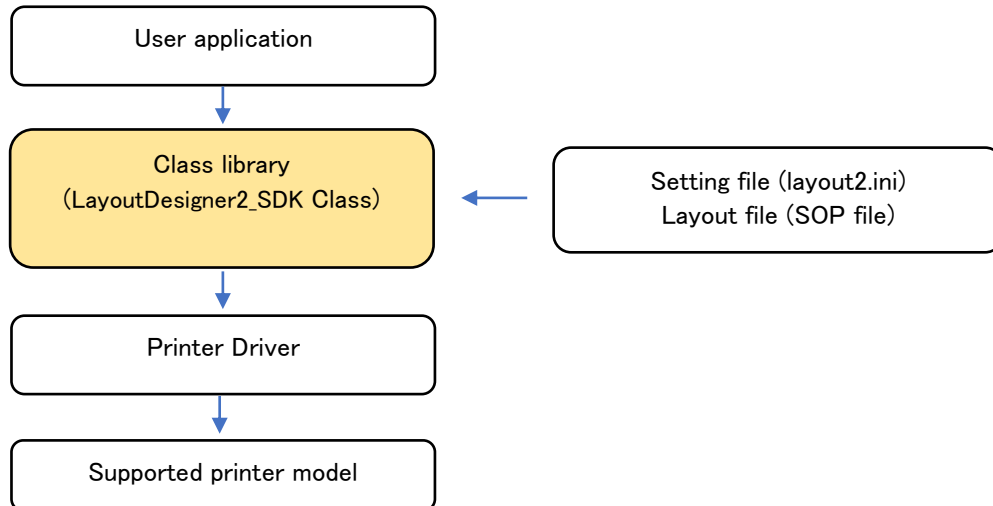 User application
Class library
(LayoutDesigner2_SDK Class)
Setting file (layout2.ini)
Layout file (SOP file)
Printer Driver
Supported printer model